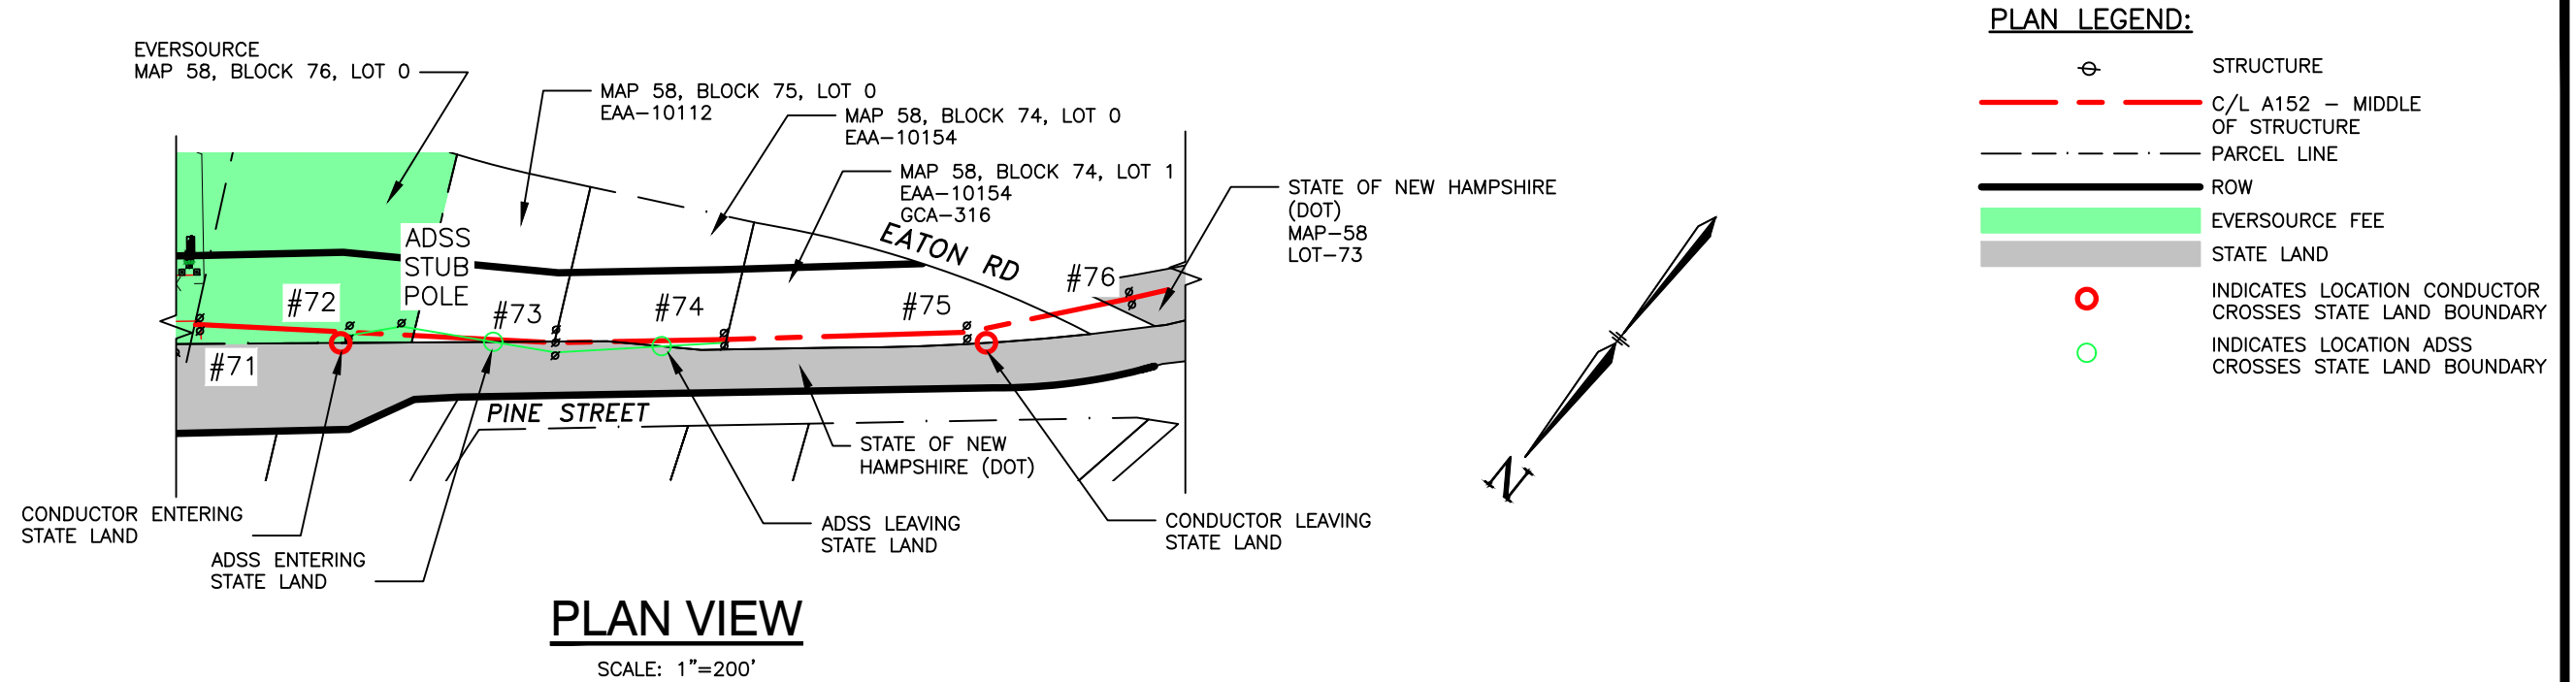 EVERSOURCE
MAP 58, BLOCK 76, LOT 0
MAP 58, BLOCK 75, LOT 0
EAA-10112
MAP 58, BLOCK 74, LOT 0
EAA-10154
MAP 58, BLOCK 74, LOT 1
EAA-10154
GCA-316
STATE OF NEW HAMPSHIRE
(DOT)
MAP-58
LOT-73
EATON RD
ADSS
STUB
POLE
#71
#72
#73
#74
#75
#76
PINE STREET
STATE OF NEW
HAMPSHIRE (DOT)
CONDUCTOR ENTERING
STATE LAND
ADSS ENTERING
STATE LAND
ADSS LEAVING
STATE LAND
CONDUCTOR LEAVING
STATE LAND
N
PLAN VIEW
SCALE: 1"=200'
PLAN LEGEND:
STRUCTURE
C/L A152 - MIDDLE
OF STRUCTURE
PARCEL LINE
ROW
EVERSOURCE FEE
STATE LAND
INDICATES LOCATION CONDUCTOR
CROSSES STATE LAND BOUNDARY
INDICATES LOCATION ADSS
CROSSES STATE LAND BOUNDARY